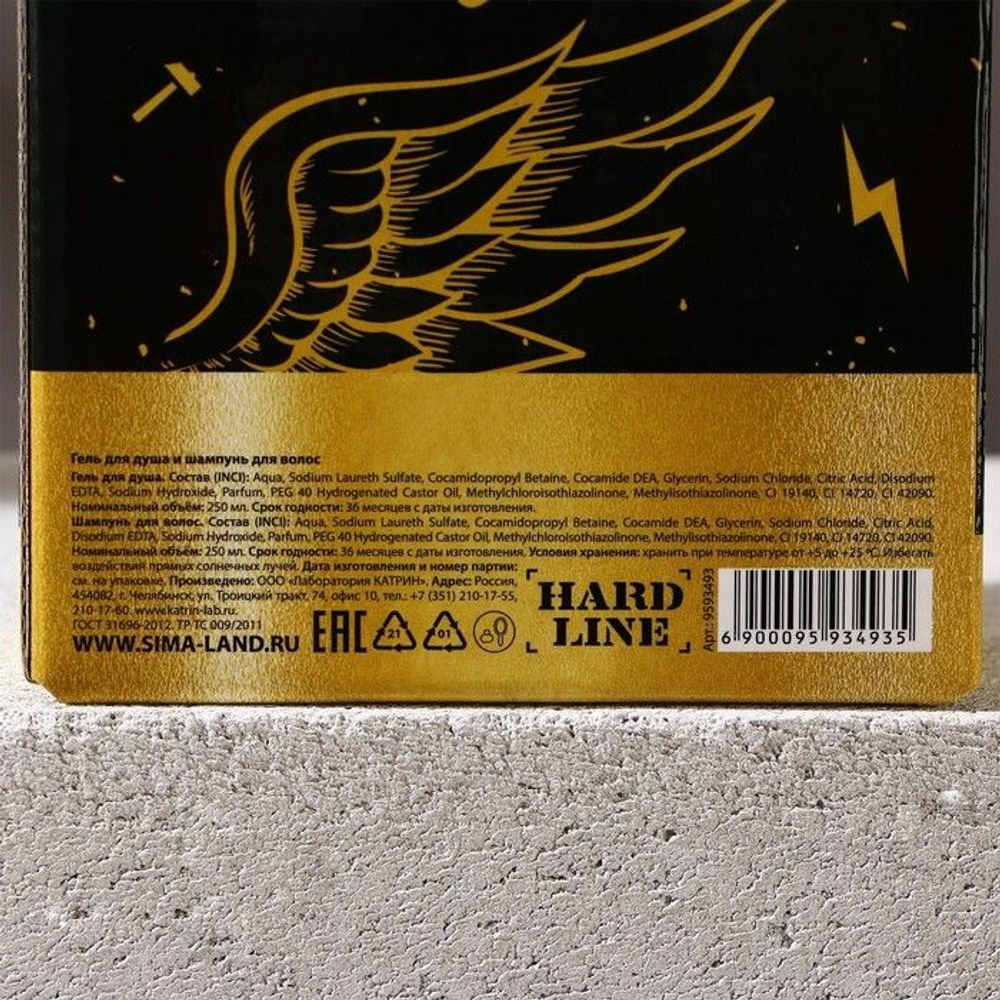 Гель для душа и шампунь для волос
Гель для душа. Состав (INCI): Aqua, Sodium Laureth Sulfate, Cocamidopropyl Betaine, Cocamide DEA, Glycerin, Sodium Chloride, Citric Acid, Disodium
EDTA, Sodium Hydroxide, Parfum, PEG 40 Hydrogenated Castor Oil, Methylchloroisothiazolinone, Methylisothiazolinone, CI 19140, CI 14720, CI 42090.
Номинальный объём: 250 мл. Срок годности: 36 месяцев с даты изготовления.
Шампунь для волос. Состав (INCI): Aqua, Sodium Laureth Sulfate, Cocamidopropyl Betaine, Cocamide DEA, Glycerin, Sodium Chloride, Citric Acid,
Disodium EDTA, Sodium Hydroxide, Parfum, PEG 40 Hydrogenated Castor Oil, Methylchloroisothiazolinone, Methylisothiazolinone, CI 19140, CI 14720, CI 42090.
Номинальный объём: 250 мл. Срок годности: 36 месяцев с даты изготовления. Условия хранения: хранить при температуре от +5 до +25 °С. Избегать
воздействия прямых солнечных лучей. Дата изготовления и номер партии:
см. на упаковке. Произведено: ООО «Лаборатория КАТРИН». Адрес: Россия,
454082, г. Челябинск, ул. Троицкий тракт, 74, офис 10, тел.: +7 (351) 210-17-55,
210-17-60. www.katrin-lab.ru.
ГОСТ 31696-2012. ТР ТС 009/2011
WWW.SIMA-LAND.RU
EAC
21
01
HARD
LINE
Арт.: 9593493
6 900095 934935